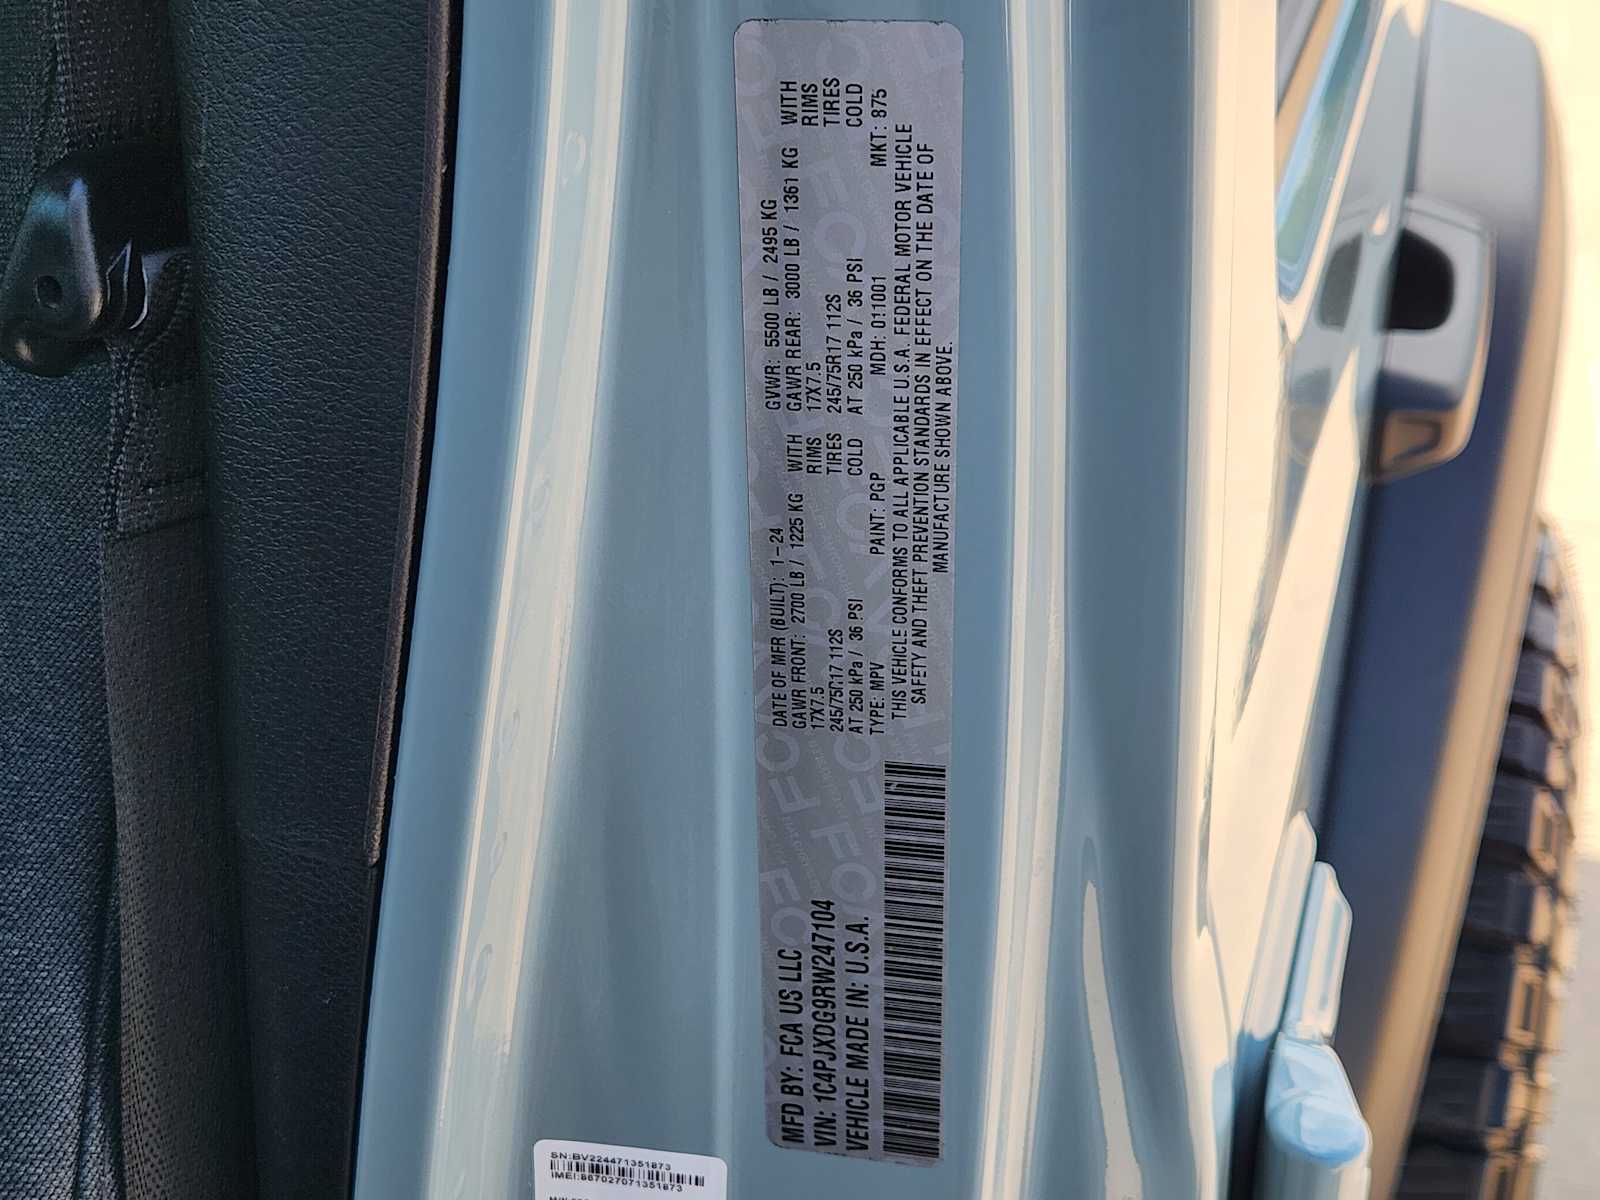 MFD BY: FCA US LLC
VIN: 1C4PJXDG9RW247104
VEHICLE MADE IN: U.S.A.
DATE OF MFR (BUILT): 1-24 GVWR: 5500 LB / 2495 KG
GAWR FRONT: 2700 LB / 1225 KG WITH GAWR REAR: 3000 LB / 1361 KG WITH
17X7.5 RIMS 17X7.5 RIMS
245/75R17 112S TIRES 245/75R17 112S TIRES
AT 250 kPa / 36 PSI COLD AT 250 kPa / 36 PSI COLD
TYPE: MPV PAINT: PGP MDH: 011001 MKT: 875
THIS VEHICLE CONFORMS TO ALL APPLICABLE U.S.A. FEDERAL MOTOR VEHICLE
SAFETY AND THEFT PREVENTION STANDARDS IN EFFECT ON THE DATE OF
MANUFACTURE SHOWN ABOVE.
SN:BV224471351873
IMEI:867027071351873